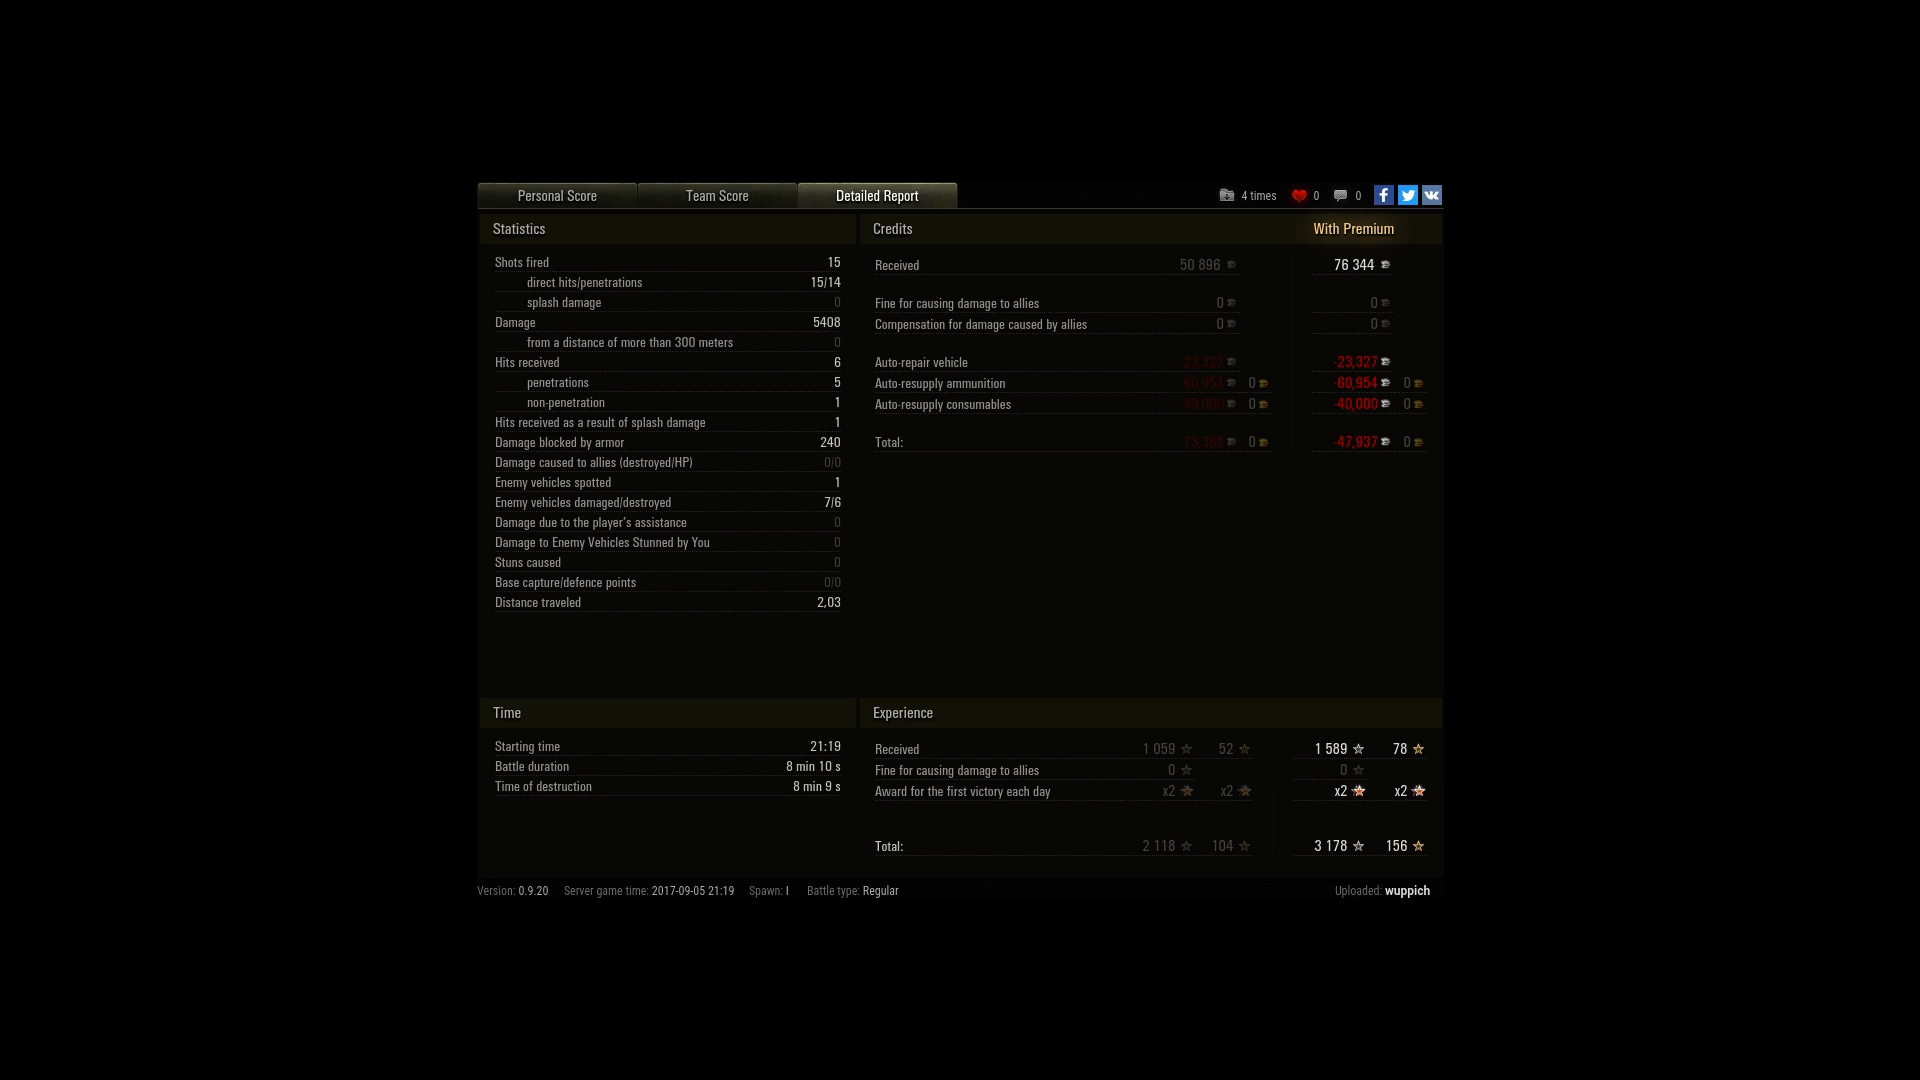 Personal Score Team Score Detailed Report 4 times 0 0
Statistics
Shots fired 15
direct hits/penetrations 15/14
splash damage 0
Damage 5408
from a distance of more than 300 meters 0
Hits received 6
penetrations 5
non-penetration 1
Hits received as a result of splash damage 1
Damage blocked by armor 240
Damage caused to allies (destroyed/HP) 0/0
Enemy vehicles spotted 1
Enemy vehicles damaged/destroyed 7/6
Damage due to the player's assistance 0
Damage to Enemy Vehicles Stunned by You 0
Stuns caused 0
Base capture/defence points 0/0
Distance traveled 2,03
Credits With Premium
Received 50 896 76 344
Fine for causing damage to allies 0 0
Compensation for damage caused by allies 0 0
Auto-repair vehicle 23,327 -23,327
Auto-resupply ammunition 60,954 0 -60,954 0
Auto-resupply consumables 40,000 0 -40,000 0
Total: 73,385 0 -47,937 0
Time
Starting time 21:19
Battle duration 8 min 10 s
Time of destruction 8 min 9 s
Experience
Received 1 059 52 1 589 78
Fine for causing damage to allies 0 0
Award for the first victory each day x2 x2 x2 x2
Total: 2 118 104 3 178 156
Version: 0.9.20 Server game time: 2017-09-05 21:19 Spawn: I Battle type: Regular Uploaded: wuppich